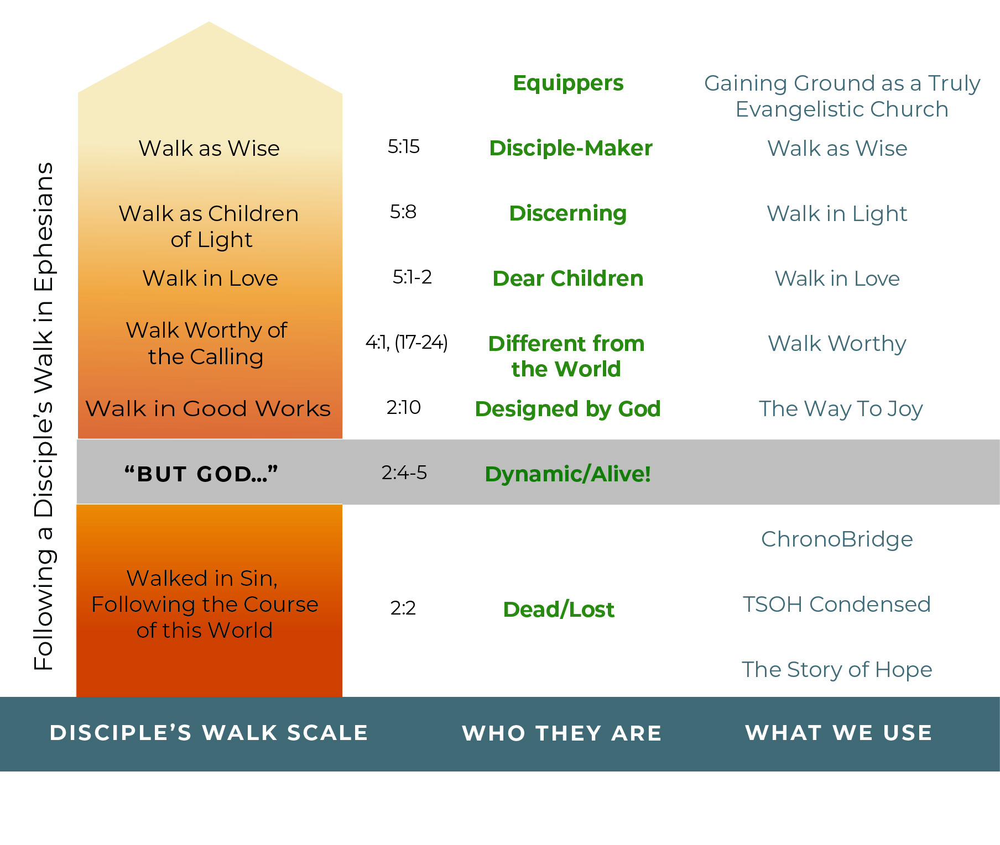 Following a Disciple’s Walk in Ephesians
Equippers
Gaining Ground as a Truly
Evangelistic Church
Walk as Wise
5:15
Disciple-Maker
Walk as Wise
Walk as Children
of Light
5:8
Discerning
Walk in Light
Walk in Love
5:1-2
Dear Children
Walk in Love
Walk Worthy of
the Calling
4:1, (17-24)
Different from
the World
Walk Worthy
Walk in Good Works
2:10
Designed by God
The Way To Joy
“BUT GOD...”
2:4-5
Dynamic/Alive!
Walked in Sin,
Following the Course
of this World
2:2
Dead/Lost
ChronoBridge
TSOH Condensed
The Story of Hope
DISCIPLE’S WALK SCALE
WHO THEY ARE
WHAT WE USE